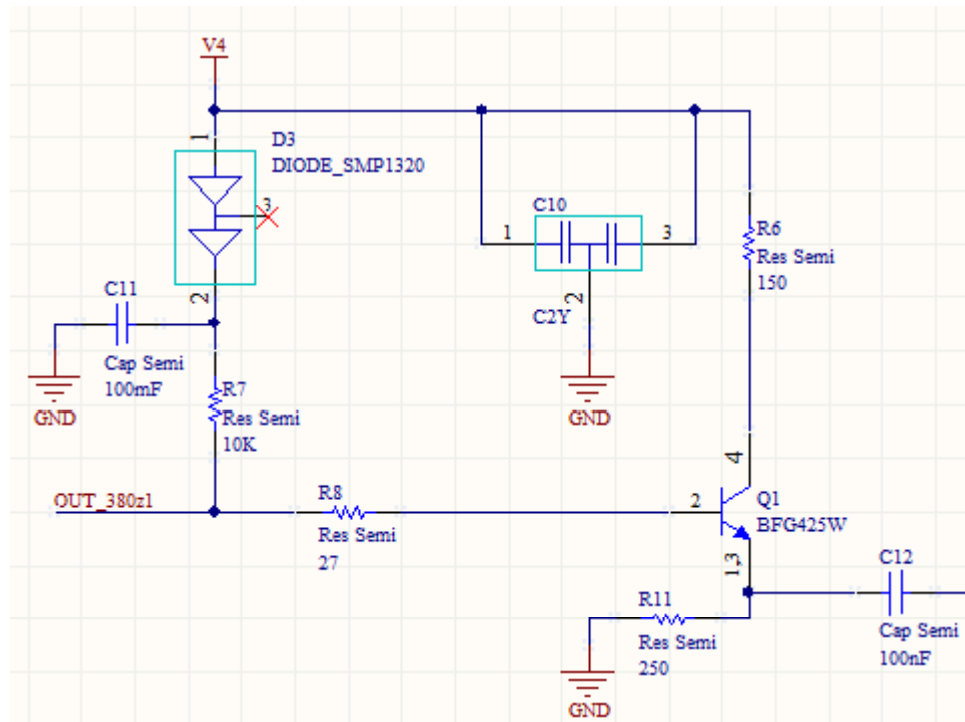 V4
1
D3
DIODE_SMP1320
3
2
C11
Cap Semi
100mF
GND
R7
Res Semi
10K
C10
1
3
2
C2Y
GND
R6
Res Semi
150
OUT_380z1
R8
Res Semi
27
2
4
Q1
BFG425W
1,3
R11
Res Semi
250
GND
C12
Cap Semi
100nF